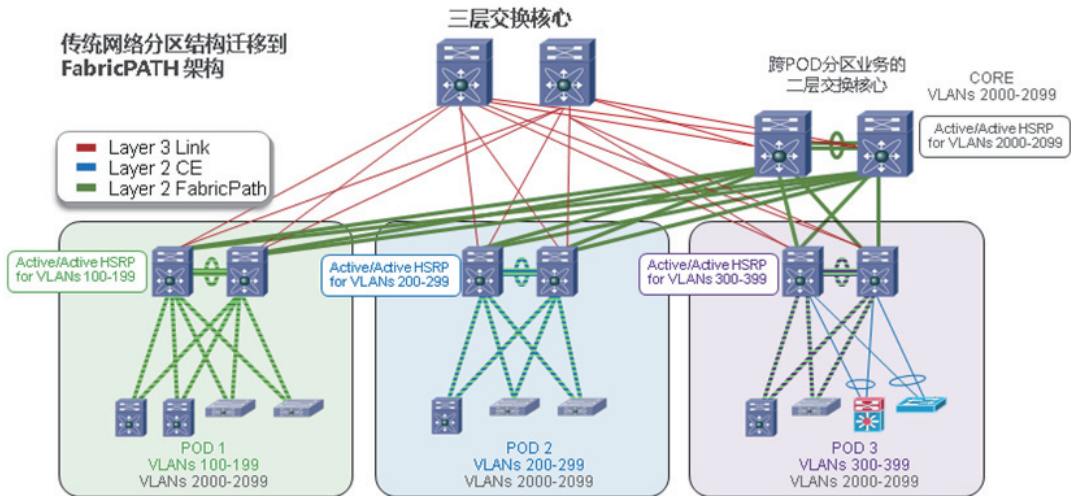 三层交换核心
传统网络分区结构迁移到
FabricPATH 架构
跨POD分区业务的
二层交换核心
CORE
VLANs 2000-2099
Active/Active HSRP
for VLANs 2000-2099
Layer 3 Link
Layer 2 CE
Layer 2 FabricPath
Active/Active HSRP
for VLANs 100-199
Active/Active HSRP
for VLANs 200-299
Active/Active HSRP
for VLANs 300-399
POD 1
VLANs 100-199
VLANs 2000-2099
POD 2
VLANs 200-299
VLANs 2000-2099
POD 3
VLANs 300-399
VLANs 2000-2099